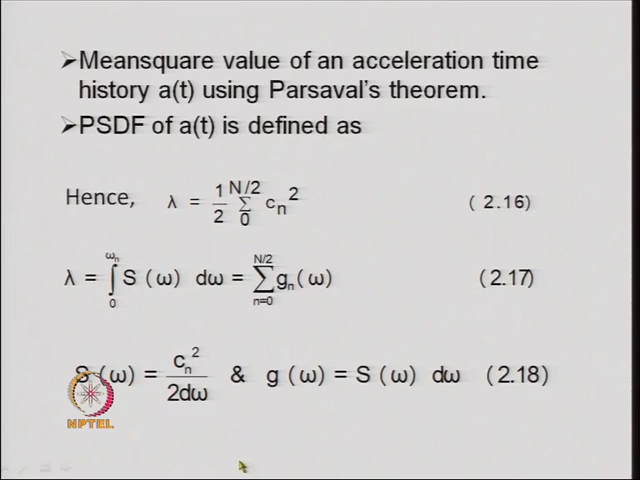 ➢Meansquare value of an acceleration time
history a(t) using Parsaval's theorem.
➢PSDF of a(t) is defined as
Hence, λ = 1/2 Σ_0^{N/2} c_n^2 (2.16)
λ = ∫_0^{ω_n} S (ω) dω = Σ_{n=0}^{N/2} g_n(ω) (2.17)
S (ω) = c_n^2 / 2dω & g (ω) = S (ω) dω (2.18)
NPTEL